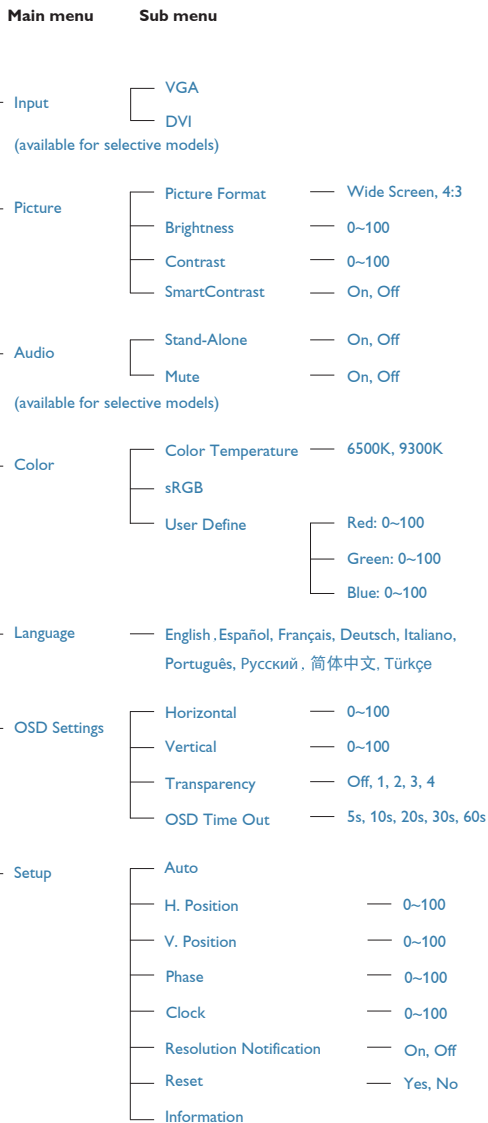 Main menu Sub menu
Input
VGA
DVI
(available for selective models)
Picture
Picture Format Wide Screen, 4:3
Brightness 0~100
Contrast 0~100
SmartContrast On, Off
Audio
Stand-Alone On, Off
Mute On, Off
(available for selective models)
Color
Color Temperature 6500K, 9300K
sRGB
User Define Red: 0~100
Green: 0~100
Blue: 0~100
Language English , Español, Français, Deutsch, Italiano,
Português, Русский , 简体中文, Türkçe
OSD Settings
Horizontal 0~100
Vertical 0~100
Transparency Off, 1, 2, 3, 4
OSD Time Out 5s, 10s, 20s, 30s, 60s
Setup
Auto
H. Position 0~100
V. Position 0~100
Phase 0~100
Clock 0~100
Resolution Notification On, Off
Reset Yes, No
Information